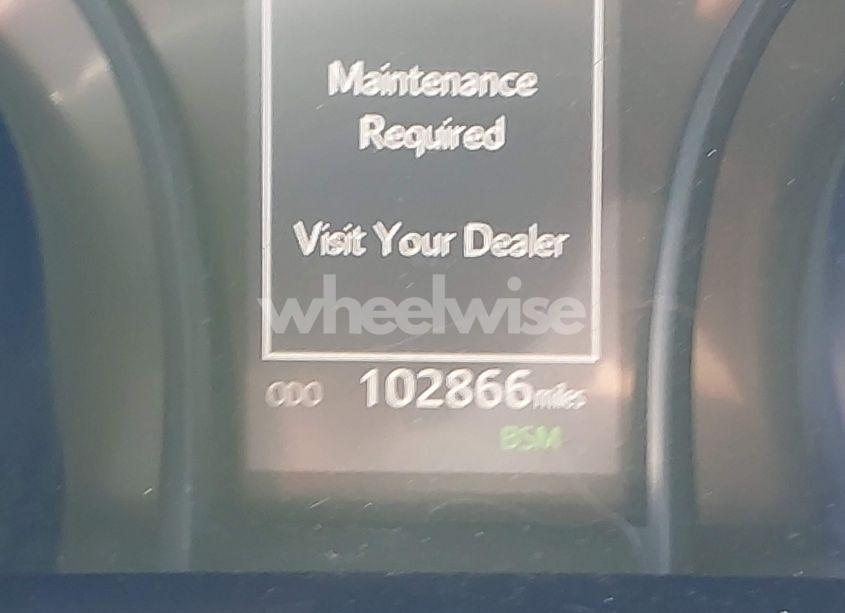 Maintenance
Required
Visit Your Dealer
wheelwise
ODO 102866 miles
BSM